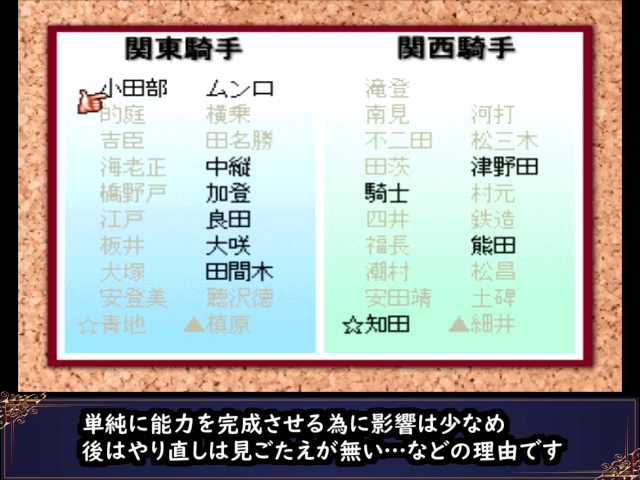 関東騎手
小田部 ムンロ
的庭 横乗
吉臣 田名勝
海老正 中縦
橋野戸 加登
江戸 良田
板井 大咲
犬塚 田間木
安登美 聴沢徳
☆青地 ▲槙原
関西騎手
滝登
南見 河打
不二田 松三木
田茨 津野田
騎士 村元
四井 鉄造
福長 熊田
潮村 松昌
安田靖 土碑
☆知田 ▲細井
単純に能力を完成させる為に影響は少なめ
後はやり直しは見ごたえが無い…などの理由です